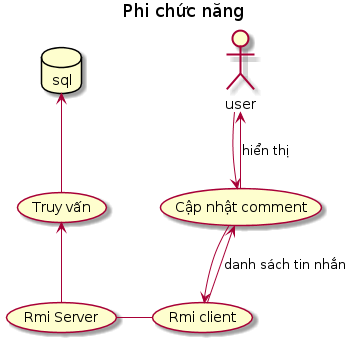 Phi chức năng
sql
user
hiển thị
Truy vấn
Cập nhật comment
danh sách tin nhắn
Rmi Server
Rmi client